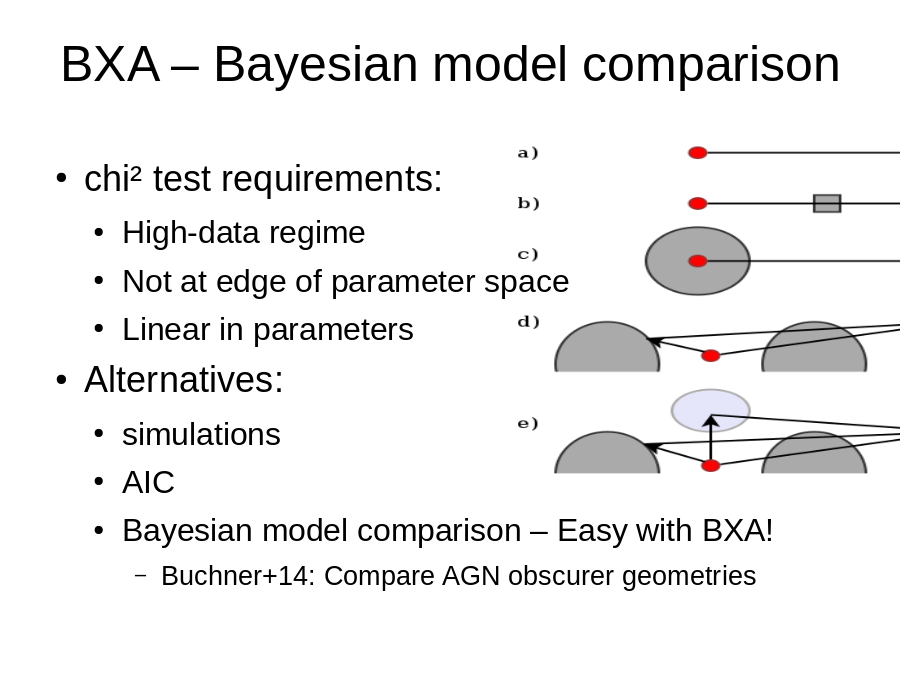 BXA – Bayesian model comparison
• chi² test requirements:
• High-data regime
• Not at edge of parameter space
• Linear in parameters
• Alternatives:
• simulations
• AIC
• Bayesian model comparison – Easy with BXA!
– Buchner+14: Compare AGN obscurer geometries
a)
b)
c)
d)
e)